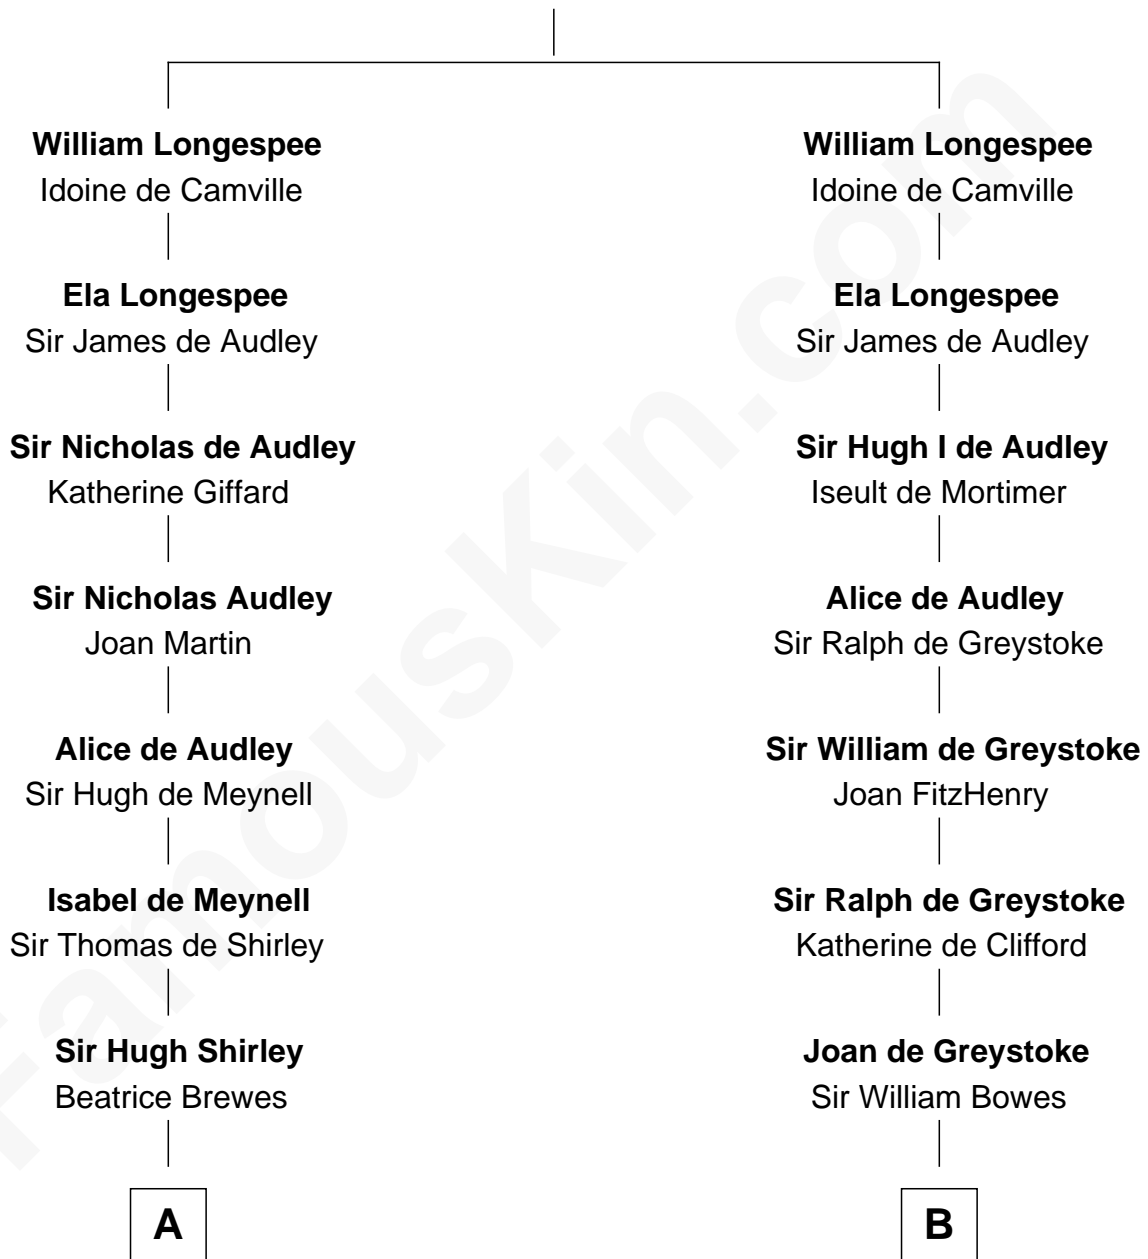 William Longespee
Idoine de Camville
Ela Longespee
Sir James de Audley
Sir Nicholas de Audley
Katherine Giffard
Sir Nicholas Audley
Joan Martin
Alice de Audley
Sir Hugh de Meynell
Isabel de Meynell
Sir Thomas de Shirley
Sir Hugh Shirley
Beatrice Brewes
A
William Longespee
Idoine de Camville
Ela Longespee
Sir James de Audley
Sir Hugh I de Audley
Iseult de Mortimer
Alice de Audley
Sir Ralph de Greystoke
Sir William de Greystoke
Joan FitzHenry
Sir Ralph de Greystoke
Katherine de Clifford
Joan de Greystoke
Sir William Bowes
B
FamousKin.com